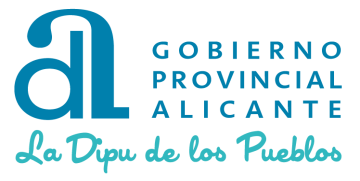 GOBIERNO
PROVINCIAL
ALICANTE
La Dipu de los Pueblos